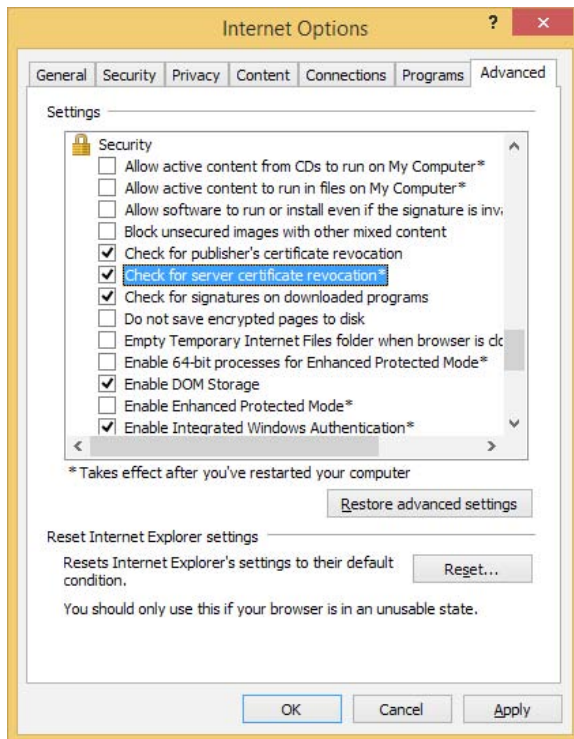 Internet Options
?
General Security Privacy Content Connections Programs Advanced
Settings
Security
Allow active content from CDs to run on My Computer*
Allow active content to run in files on My Computer*
Allow software to run or install even if the signature is
Block unsecured images with other mixed content
Check for publisher's certificate revocation
Check for server certificate revocation*
Check for signatures on downloaded programs
Do not save encrypted pages to disk
Empty Temporary Internet Files folder when browser is
Enable 64-bit processes for Enhanced Protected Mode*
Enable DOM Storage
Enable Enhanced Protected Mode*
Enable Integrated Windows Authentication*
*Takes effect after you've restarted your computer
Restore advanced settings
Reset Internet Explorer settings
Resets Internet Explorer's settings to their default
condition.
Reset...
You should only use this if your browser is in an unusable state.
OK Cancel Apply